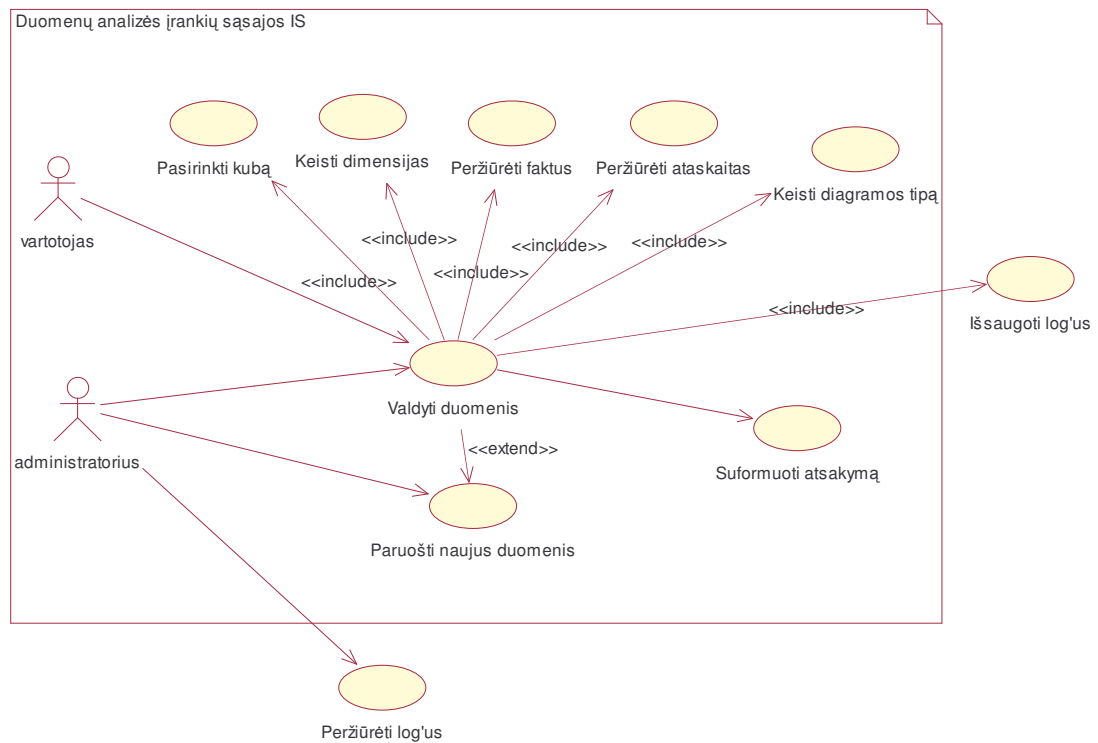 Duomenų analizės įrankių sąsajos IS
Pasirinkti kubą
Keisti dimensijas
Peržiūrėti faktus
Peržiūrėti ataskaitas
Keisti diagramos tipą
vartotojas
<<include>>
<<include>>
<<include>>
<<include>>
<<include>>
<<include>>
Išsaugoti log'us
Valdyti duomenis
administratorius
<<extend>>
Suformuoti atsakymą
Paruošti naujus duomenis
Peržiūrėti log'us